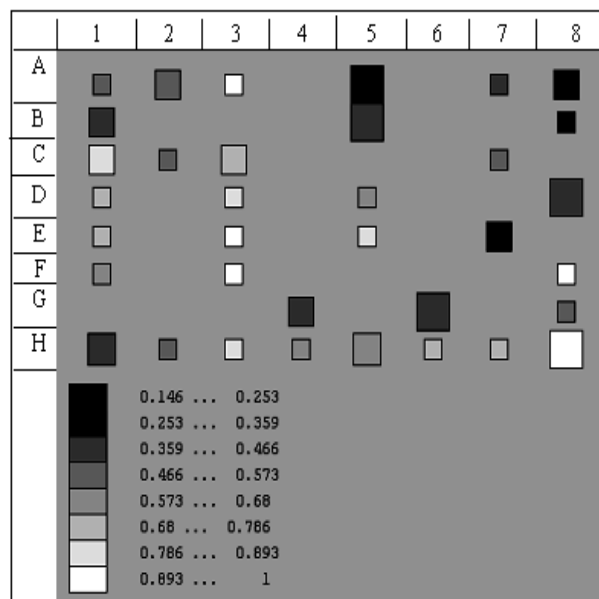 1 2 3 4 5 6 7 8
A
B
C
D
E
F
G
H
0.146 ... 0.253
0.253 ... 0.359
0.359 ... 0.466
0.466 ... 0.573
0.573 ... 0.68
0.68 ... 0.786
0.786 ... 0.893
0.893 ... 1